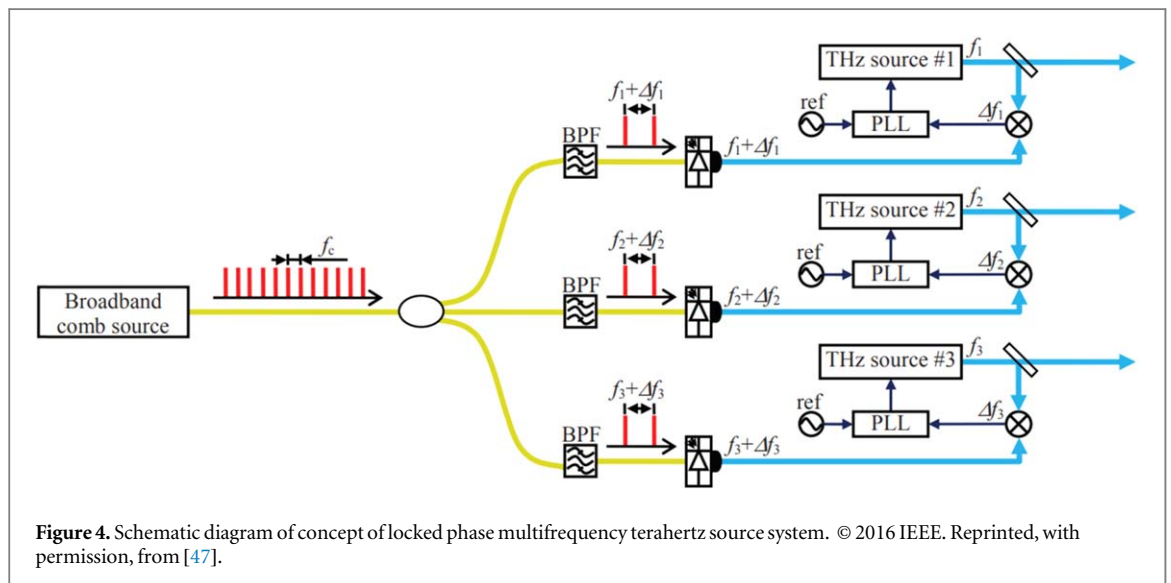 THz source #1
f1
ref
PLL
Δf1
f1+Δf1
BPF
f1+Δf1
THz source #2
f2
ref
PLL
Δf2
f2+Δf2
BPF
f2+Δf2
fc
Broadband
comb source
THz source #3
f3
ref
PLL
Δf3
f3+Δf3
BPF
f3+Δf3
Figure 4. Schematic diagram of concept of locked phase multifrequency terahertz source system. © 2016 IEEE. Reprinted, with
permission, from [47].